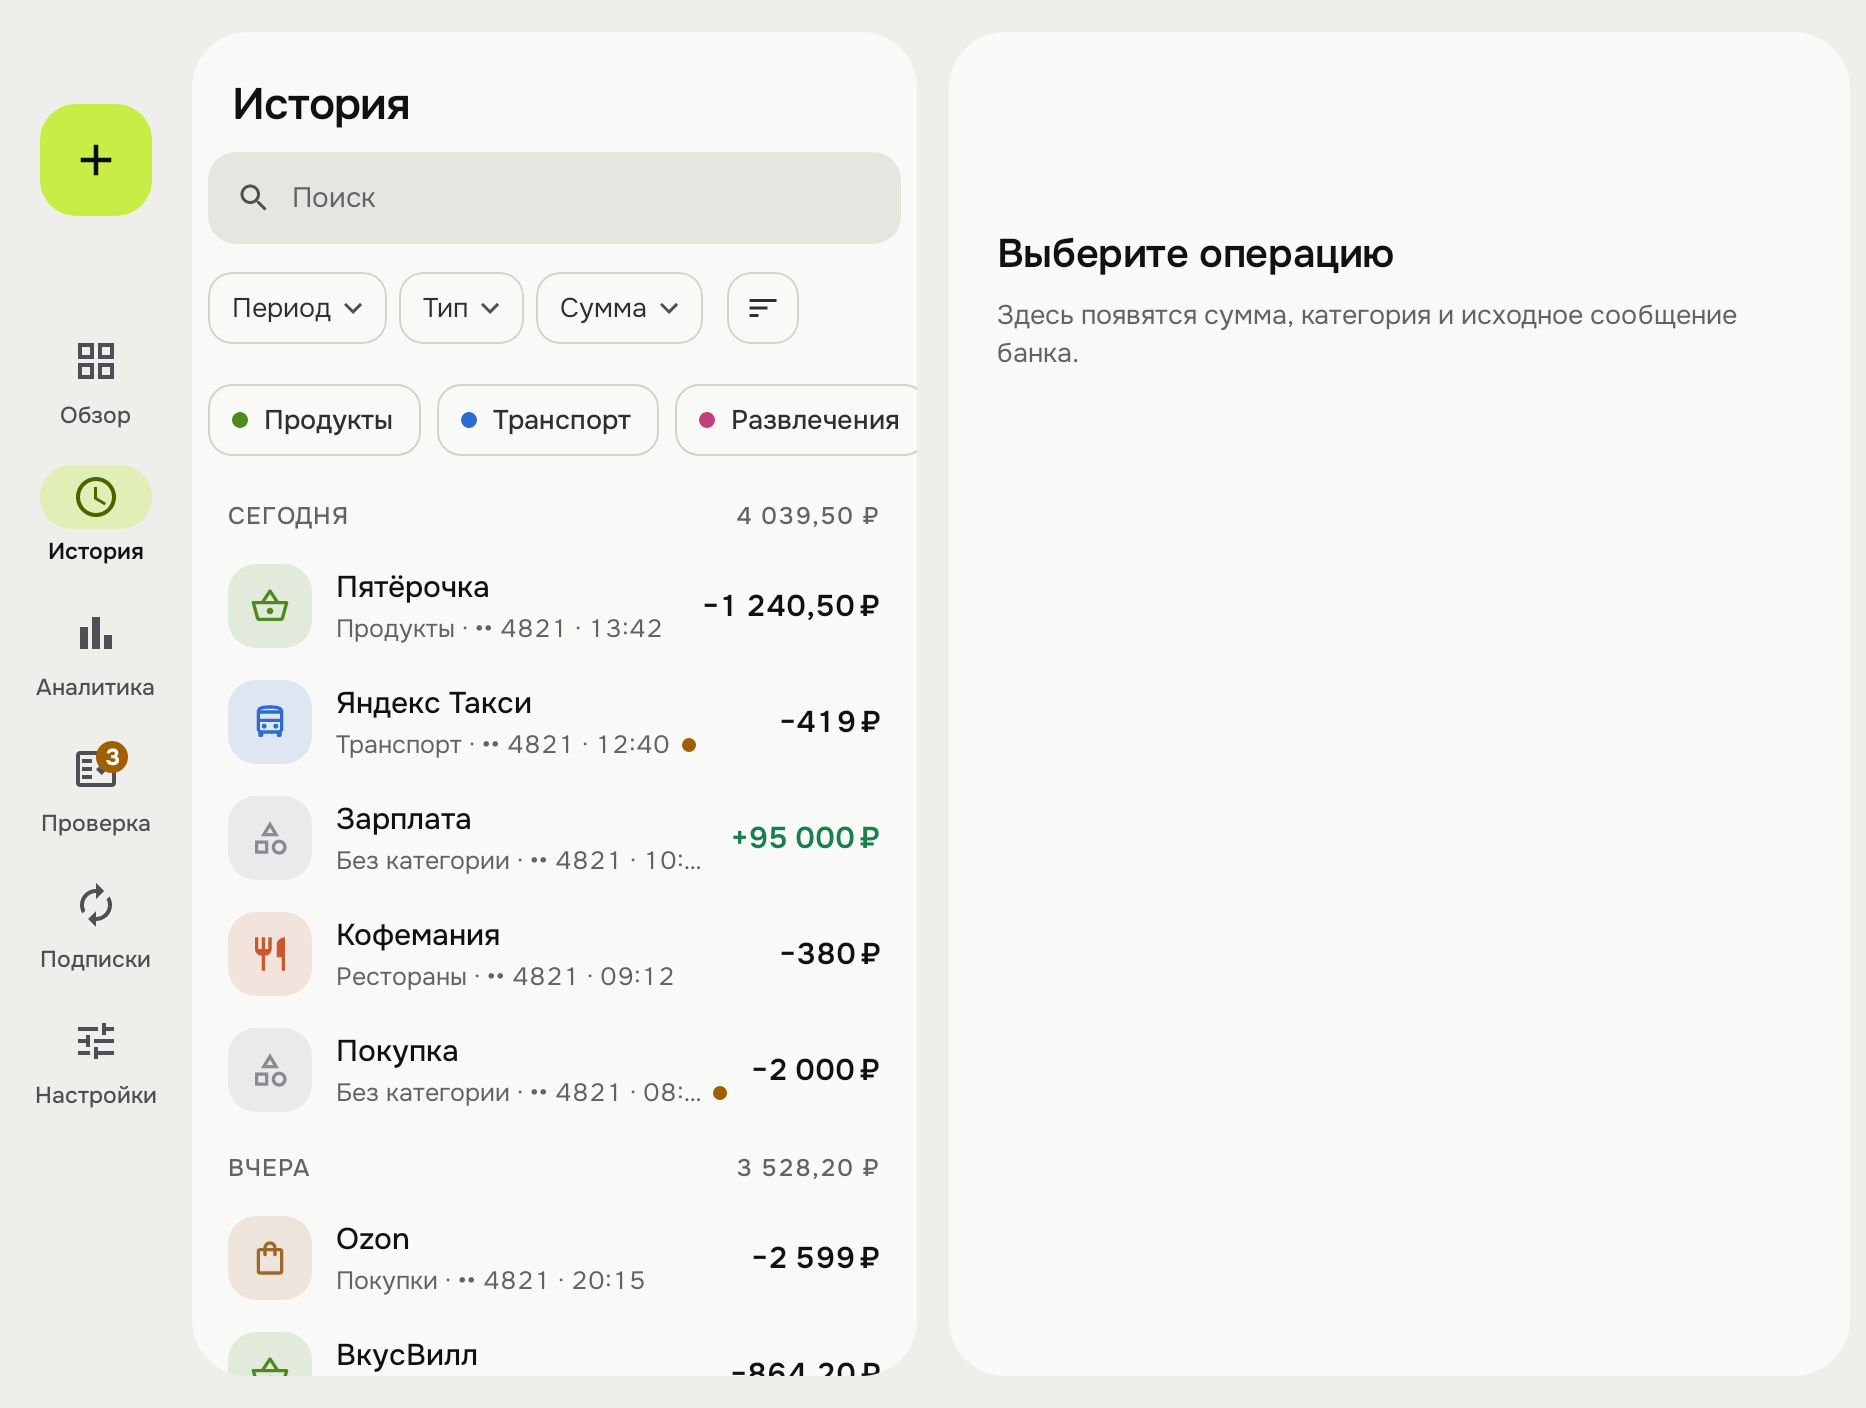 +
Обзор
История
Аналитика
3
Проверка
Подписки
Настройки
История
Поиск
Период
Тип
Сумма
Продукты
Транспорт
Развлечения
СЕГОДНЯ 4 039,50 ₽
Пятёрочка
−1 240,50 ₽
Продукты · •• 4821 · 13:42
Яндекс Такси
−419 ₽
Транспорт · •• 4821 · 12:40
Зарплата
+95 000 ₽
Без категории · •• 4821 · 10:…
Кофемания
−380 ₽
Рестораны · •• 4821 · 09:12
Покупка
−2 000 ₽
Без категории · •• 4821 · 08:…
ВЧЕРА 3 528,20 ₽
Ozon
−2 599 ₽
Покупки · •• 4821 · 20:15
ВкусВилл
−864,20 ₽
Выберите операцию
Здесь появятся сумма, категория и исходное сообщение
банка.